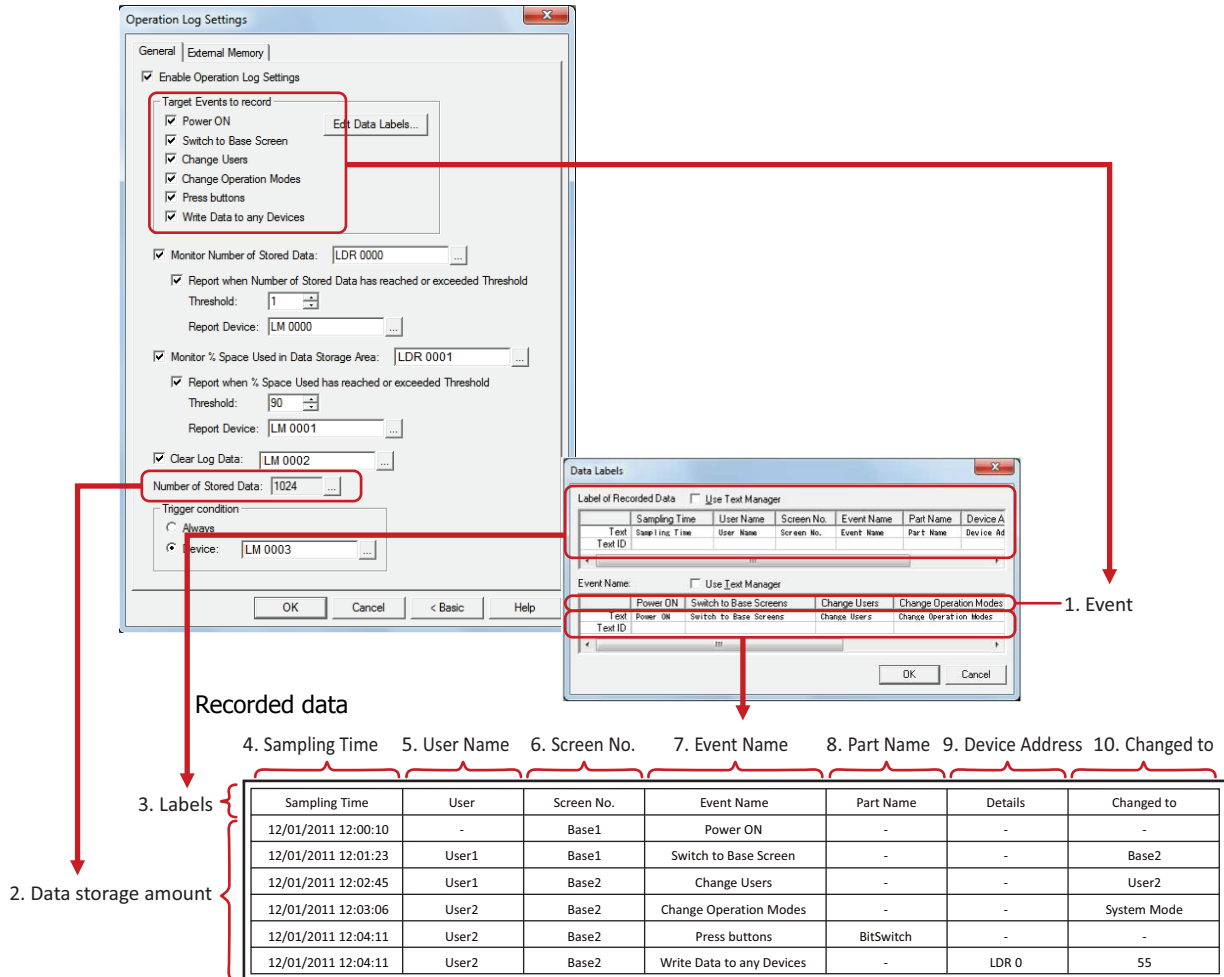 Operation Log Settings
General External Memory
Enable Operation Log Settings
Target Events to record
Power ON
Edit Data Labels...
Switch to Base Screen
Change Users
Change Operation Modes
Press buttons
Write Data to any Devices
Monitor Number of Stored Data: LDR 0000 ...
Report when Number of Stored Data has reached or exceeded Threshold
Threshold: 1
Report Device: LM 0000 ...
Monitor % Space Used in Data Storage Area: LDR 0001 ...
Report when % Space Used has reached or exceeded Threshold
Threshold: 90
Report Device: LM 0001 ...
Clear Log Data: LM 0002 ...
Number of Stored Data: 1024 ...
Trigger condition
Always
Device: LM 0003 ...
OK Cancel < Basic Help
Data Labels
Label of Recorded Data Use Text Manager
Sampling Time User Name Screen No. Event Name Part Name Device A
Text Sampling Time User Name Screen No. Event Name Part Name Device Ad
Text ID
Event Name: Use Text Manager
Power ON Switch to Base Screens Change Users Change Operation Modes
Text Power ON Switch to Base Screens Change Users Change Operation Modes
Text ID
OK Cancel
1. Event
Recorded data
4. Sampling Time 5. User Name 6. Screen No. 7. Event Name 8. Part Name 9. Device Address 10. Changed to
3. Labels
Sampling Time User Screen No. Event Name Part Name Details Changed to
12/01/2011 12:00:10 - Base1 Power ON - - -
12/01/2011 12:01:23 User1 Base1 Switch to Base Screen - - Base2
12/01/2011 12:02:45 User1 Base2 Change Users - - User2
2. Data storage amount
12/01/2011 12:03:06 User2 Base2 Change Operation Modes - - System Mode
12/01/2011 12:04:11 User2 Base2 Press buttons BitSwitch - -
12/01/2011 12:04:11 User2 Base2 Write Data to any Devices - LDR 0 55